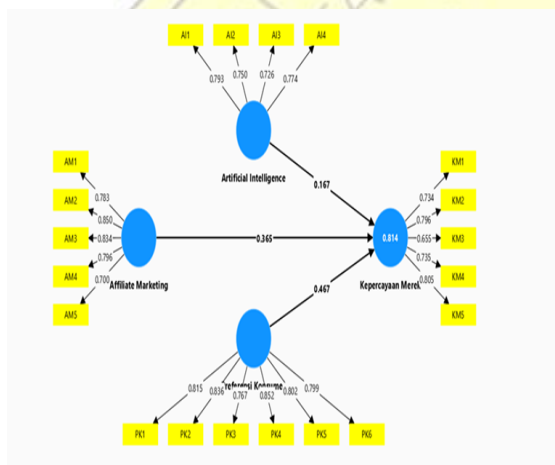 AI1 AI2 AI3 AI4
0.793 0.750 0.726 0.774
Artificial Intelligence
0.167
AM1
AM2
AM3
AM4
AM5
0.783
0.850
0.834
0.796
0.700
Affiliate Marketing
0.365
0.814
Kepercayaan Merek
KM1
KM2
KM3
KM4
KM5
0.734
0.796
0.655
0.735
0.805
0.467
0.815 0.836 0.767 0.852 0.802 0.799
PK1 PK2 PK3 PK4 PK5 PK6